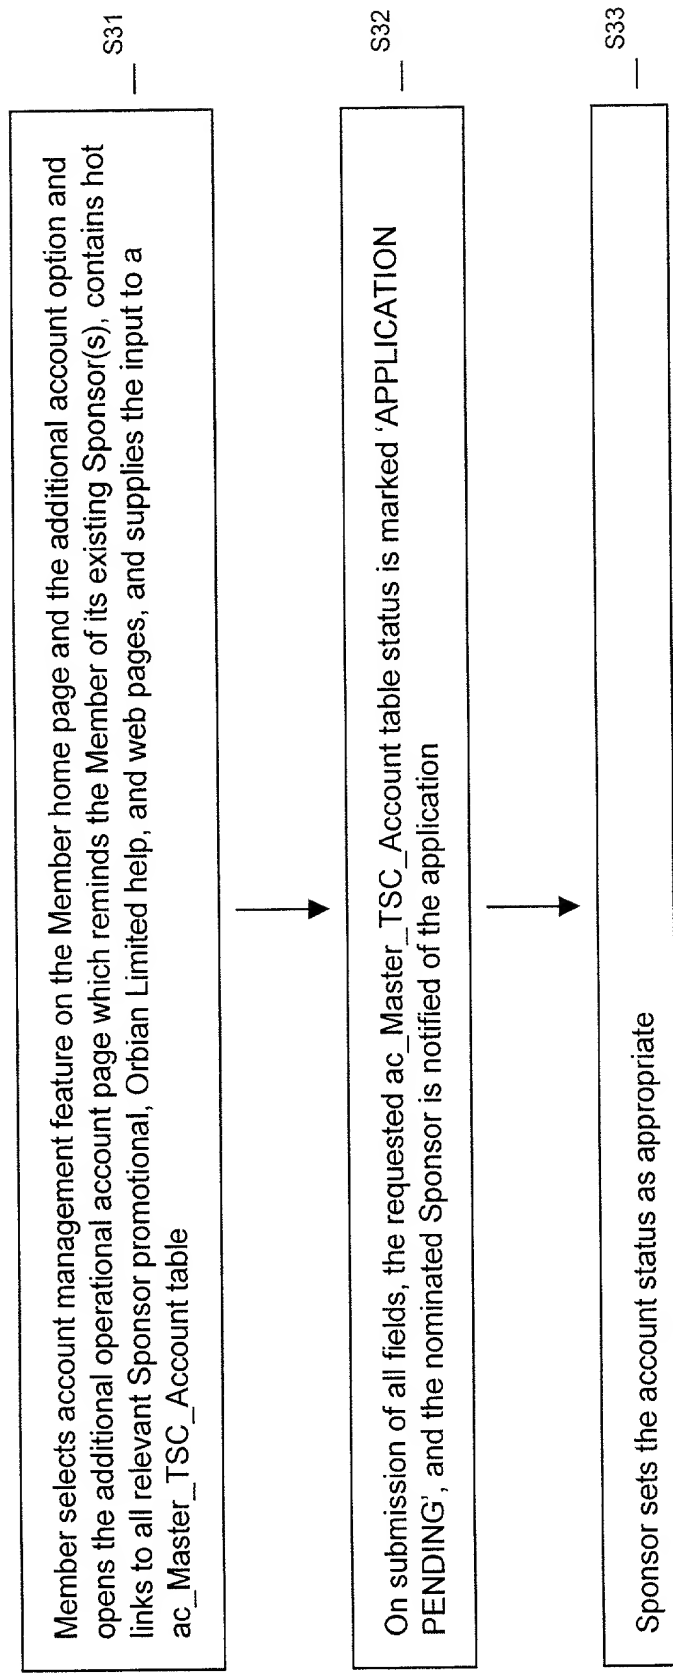 Member selects account management feature on the Member home page and the additional account option and
opens the additional operational account page which reminds the Member of its existing Sponsor(s), contains hot
links to all relevant Sponsor promotional, Orbian Limited help, and web pages, and supplies the input to a
ac_Master_TSC_Account table
S31
On submission of all fields, the requested ac_Master_TSC_Account table status is marked ‘APPLICATION
PENDING’, and the nominated Sponsor is notified of the application
S32
Sponsor sets the account status as appropriate
S33